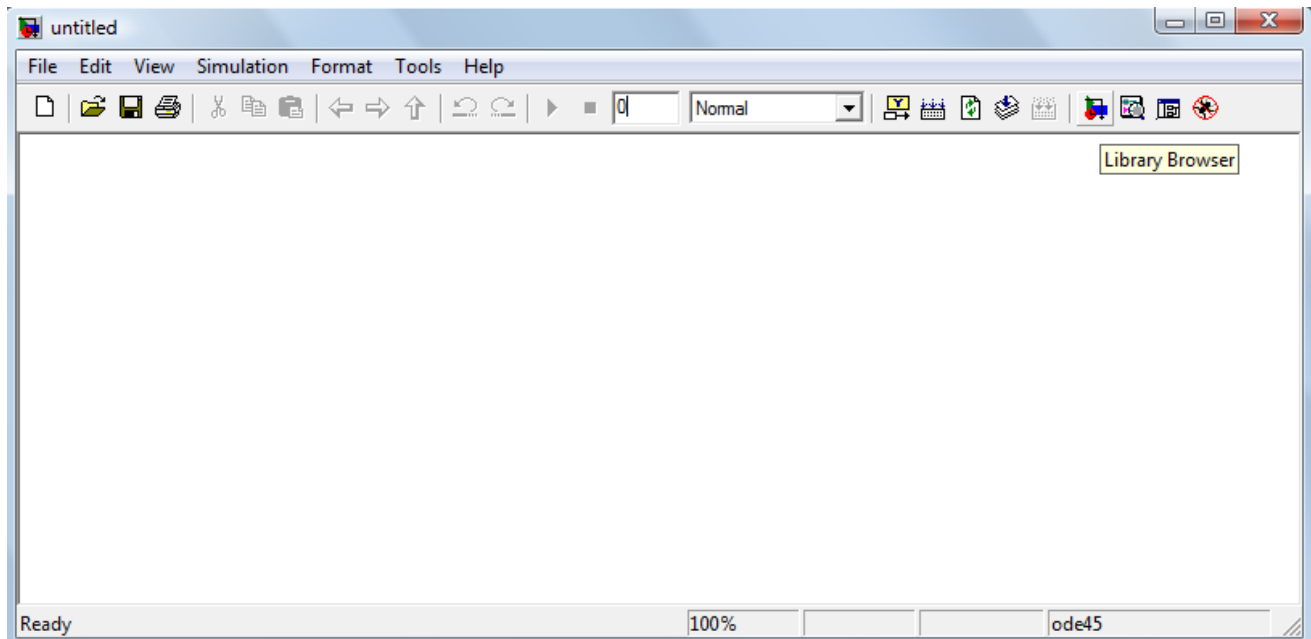 untitled
File Edit View Simulation Format Tools Help
0 Normal
Library Browser
Ready 100% ode45